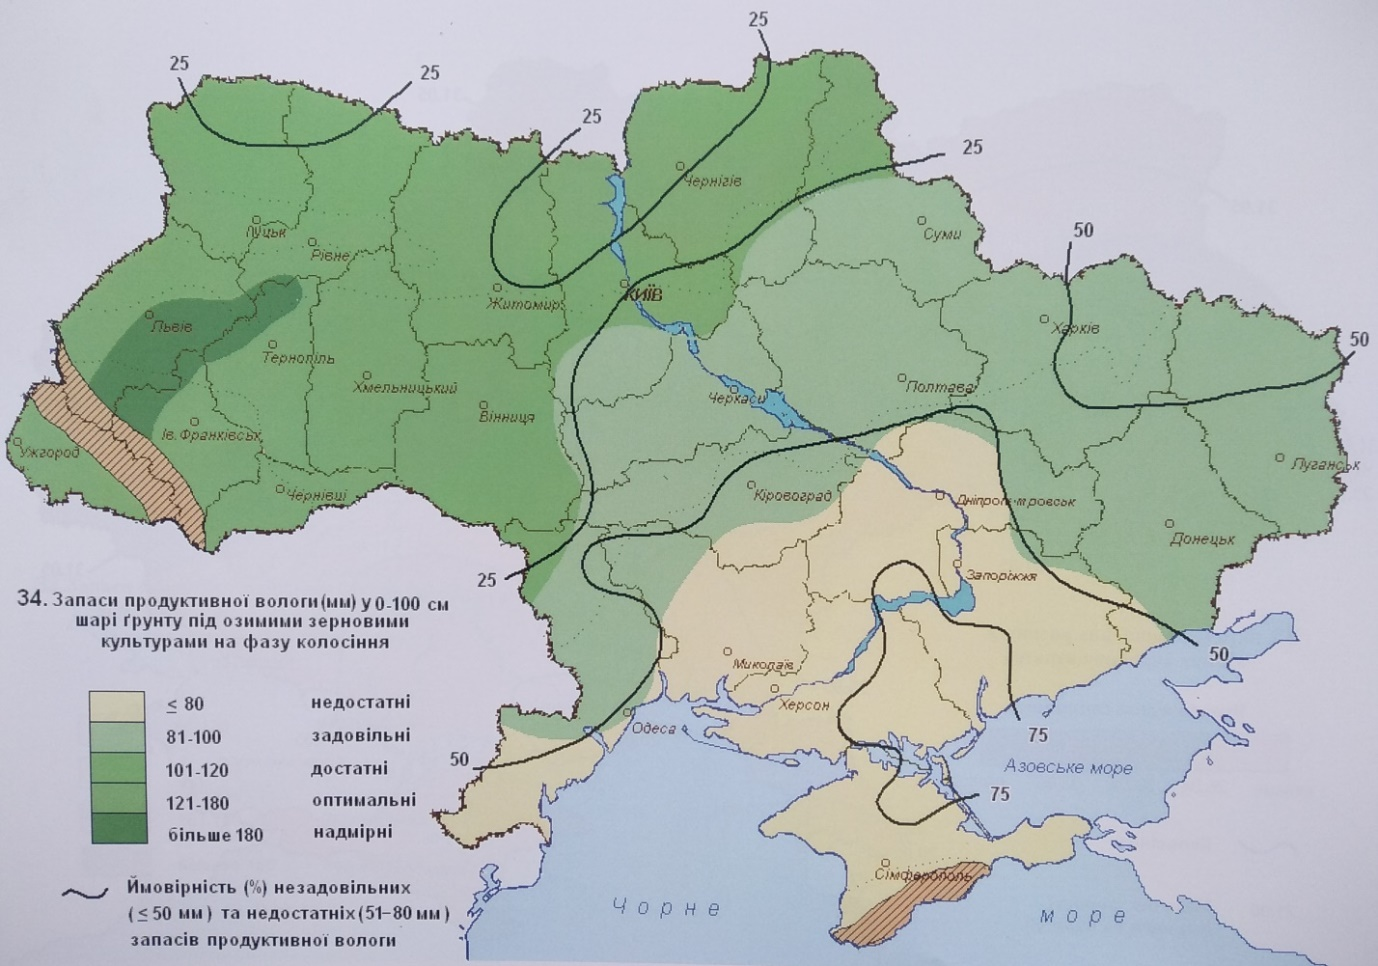 25
25
25
25
25
50
50
Чернігів
Суми
Луцьк
Рівне
Житомир
КИЇВ
Львів
Харків
Тернопіль
Хмельницький
Полтава
Черкаси
Вінниця
Ів. Франківськ
Ужгород
Луганськ
Чернівці
Кіровоград
Донецьк
Запоріжжя
25
34. Запаси продуктивної вологи(мм) у 0-100 см
шарі ґрунту під озимими зерновими
культурами на фазу колосіння
50
Миколаїв
Херсон
Одеса
75
50
75
Азовське море
≤ 80 недостатні
81-100 задовільні
101-120 достатні
121-180 оптимальні
більше 180 надмірні
Сімферополь
Ймовірність (%) незадовільних
(≤50 мм) та недостатніх(51–80 мм)
запасів продуктивної вологи
Чорне море